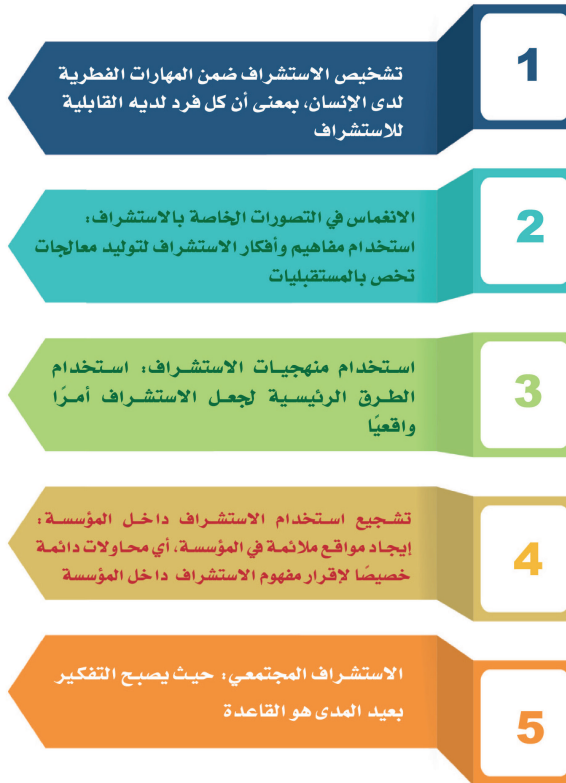 1
تشخيص الاستشراف ضمن المهارات الفطرية
لدى الإنسان، بمعنى أن كل فرد لديه القابلية
للاستشراف
2
الانغماس في التصورات الخاصة بالاستشراف:
استخدام مفاهيم وأفكار الاستشراف لتوليد معالجات
تخص بالمستقبليات
3
استخدام منهجيات الاستشراف: استخدام
الطرق الرئيسية لجعل الاستشراف أمرًا
واقعيًا
4
تشجيع استخدام الاستشراف داخل المؤسسة:
إيجاد مواقع ملائمة في المؤسسة، أي محاولات دائمة
خصيصًا لإقرار مفهوم الاستشراف داخل المؤسسة
5
الاستشراف المجتمعي: حيث يصبح التفكير
بعيد المدى هو القاعدة